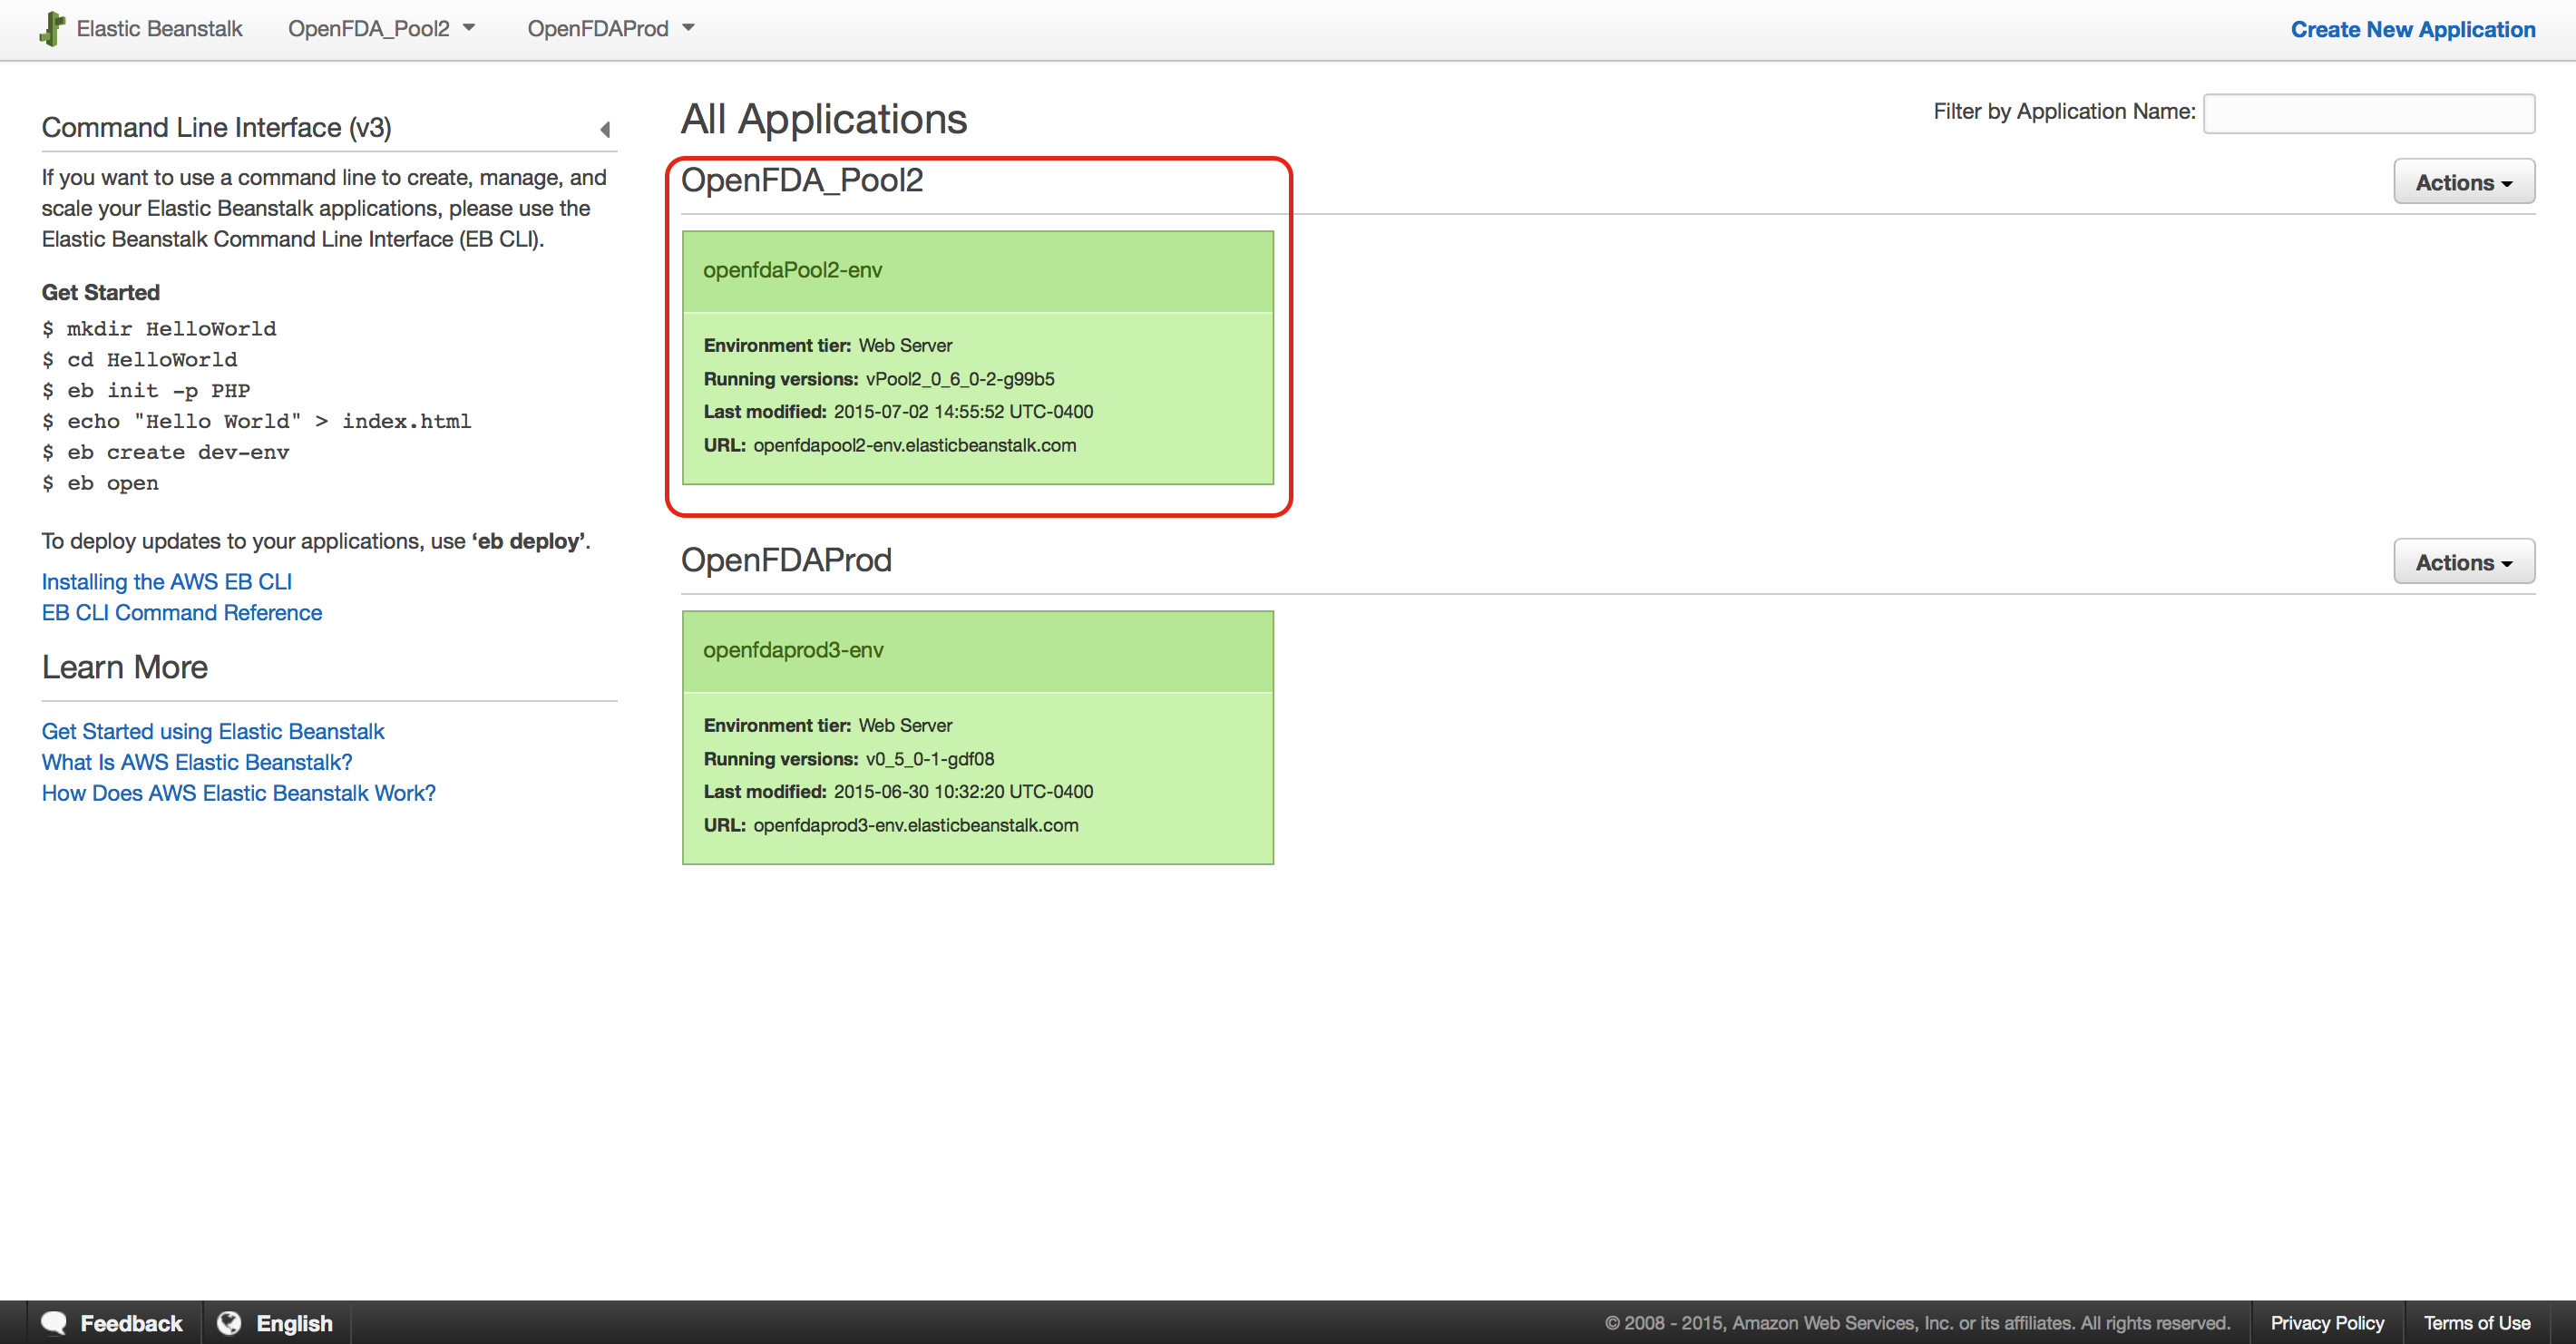 Elastic Beanstalk OpenFDA_Pool2 OpenFDAProd Create New Application
Command Line Interface (v3)
If you want to use a command line to create, manage, and
scale your Elastic Beanstalk applications, please use the
Elastic Beanstalk Command Line Interface (EB CLI).
Get Started
$ mkdir HelloWorld
$ cd HelloWorld
$ eb init -p PHP
$ echo "Hello World" > index.html
$ eb create dev-env
$ eb open
To deploy updates to your applications, use ‘eb deploy’.
Installing the AWS EB CLI
EB CLI Command Reference
Learn More
Get Started using Elastic Beanstalk
What Is AWS Elastic Beanstalk?
How Does AWS Elastic Beanstalk Work?
All Applications
Filter by Application Name:
OpenFDA_Pool2
Actions
openfdaPool2-env
Environment tier: Web Server
Running versions: vPool2_0_6_0-2-g99b5
Last modified: 2015-07-02 14:55:52 UTC-0400
URL: openfdapool2-env.elasticbeanstalk.com
OpenFDAProd
Actions
openfdaprod3-env
Environment tier: Web Server
Running versions: v0_5_0-1-gdf08
Last modified: 2015-06-30 10:32:20 UTC-0400
URL: openfdaprod3-env.elasticbeanstalk.com
Feedback English © 2008 - 2015, Amazon Web Services, Inc. or its affiliates. All rights reserved. Privacy Policy Terms of Use